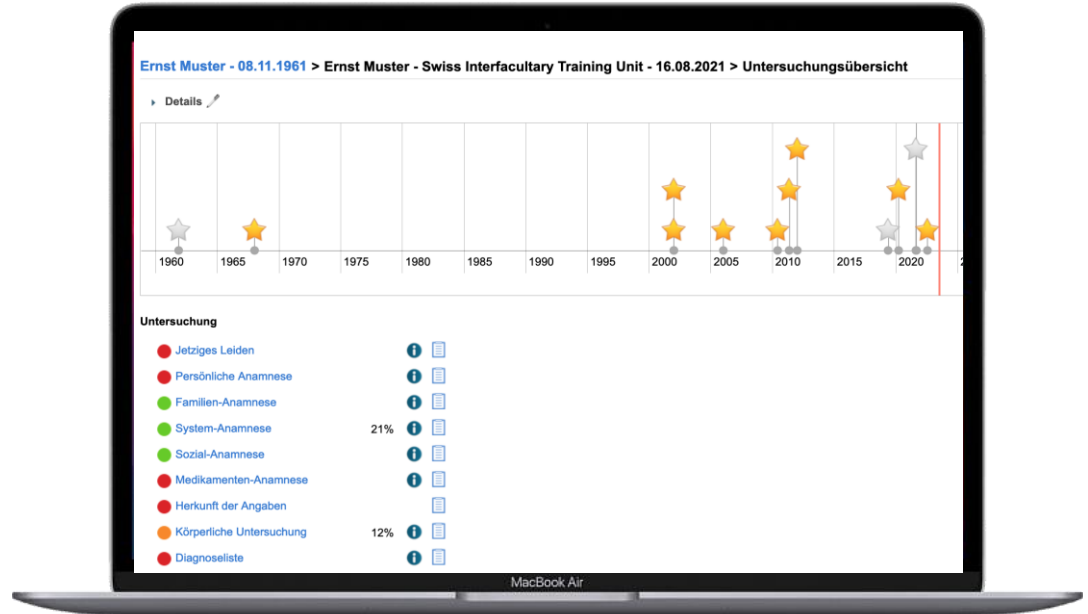 Ernst Muster - 08.11.1961 > Ernst Muster - Swiss Interfacultary Training Unit - 16.08.2021 > Untersuchungsübersicht
Details
1960 1965 1970 1975 1980 1985 1990 1995 2000 2005 2010 2015 2020 2
Untersuchung
Jetziges Leiden
Persönliche Anamnese
Familien-Anamnese
System-Anamnese 21%
Sozial-Anamnese
Medikamenten-Anamnese
Herkunft der Angaben
Körperliche Untersuchung 12%
Diagnoseliste
MacBook Air